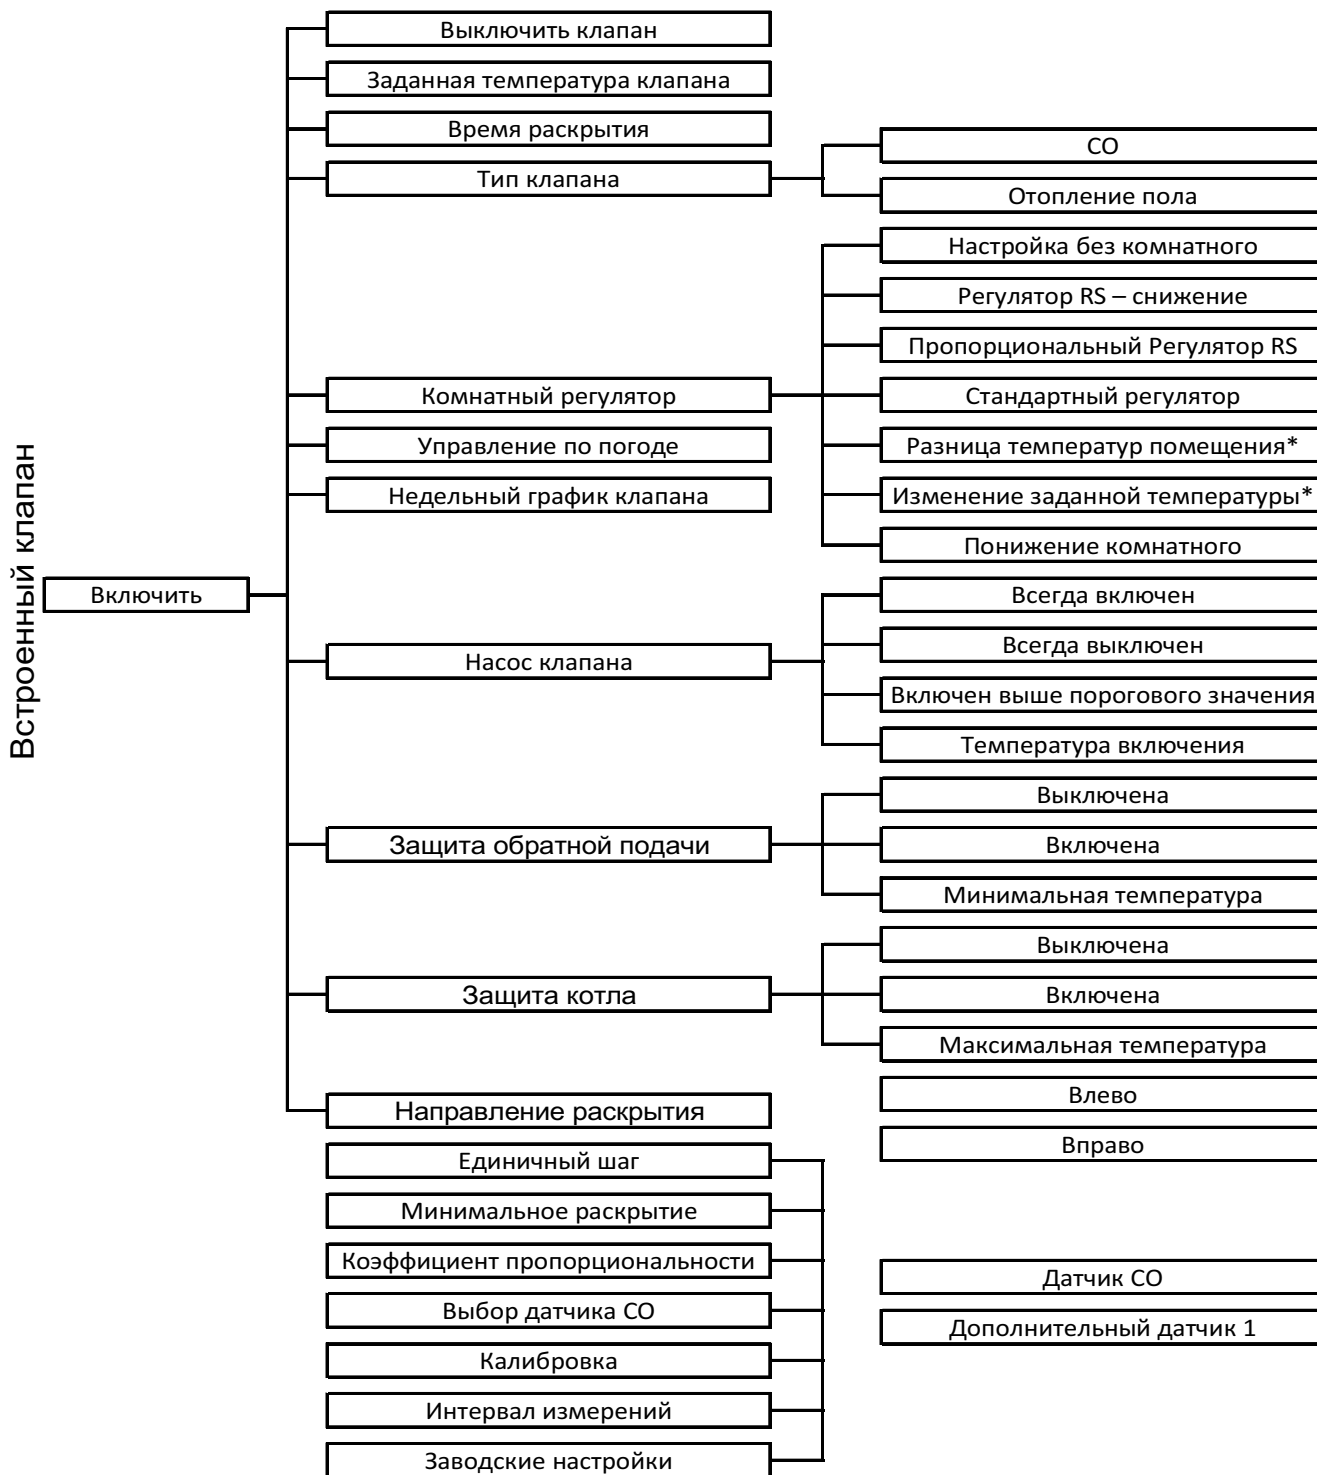 Встроенный клапан
Включить
Выключить клапан
Заданная температура клапана
Время раскрытия
Тип клапана
СО
Отопление пола
Комнатный регулятор
Настройка без комнатного
Регулятор RS – снижение
Пропорциональный Регулятор RS
Стандартный регулятор
Разница температур помещения*
Изменение заданной температуры*
Понижение комнатного
Управление по погоде
Недельный график клапана
Насос клапана
Всегда включен
Всегда выключен
Включен выше порогового значения
Температура включения
Защита обратной подачи
Выключена
Включена
Минимальная температура
Защита котла
Выключена
Включена
Максимальная температура
Направление раскрытия
Влево
Вправо
Единичный шаг
Минимальное раскрытие
Коэффициент пропорциональности
Выбор датчика СО
Датчик СО
Дополнительный датчик 1
Калибровка
Интервал измерений
Заводские настройки